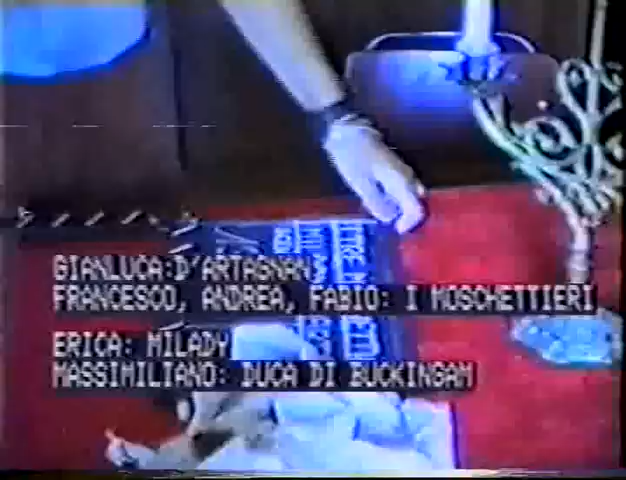 GIANLUCA:D'ARTAGNAN
FRANCESCO, ANDREA, FABIO: I MOSCHETTIERI
ERICA: MILADY
MASSIMILIANO: DUCA DI BUCKINGAM